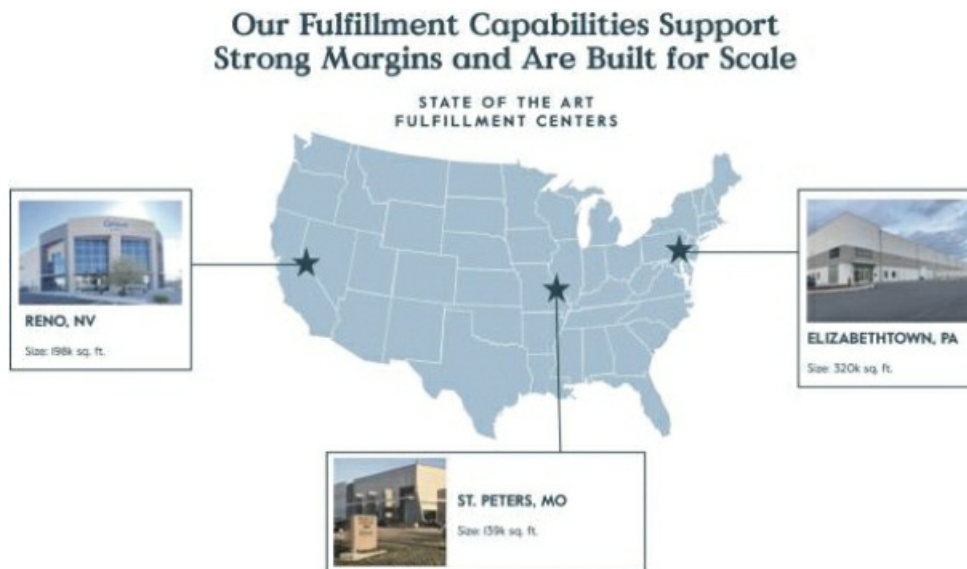 Our Fulfillment Capabilities Support
Strong Margins and Are Built for Scale
STATE OF THE ART
FULFILLMENT CENTERS
RENO, NV
Size: 198k sq. ft.
ELIZABETHTOWN, PA
Size: 320k sq. ft.
ST. PETERS, MO
Size: 139k sq. ft.